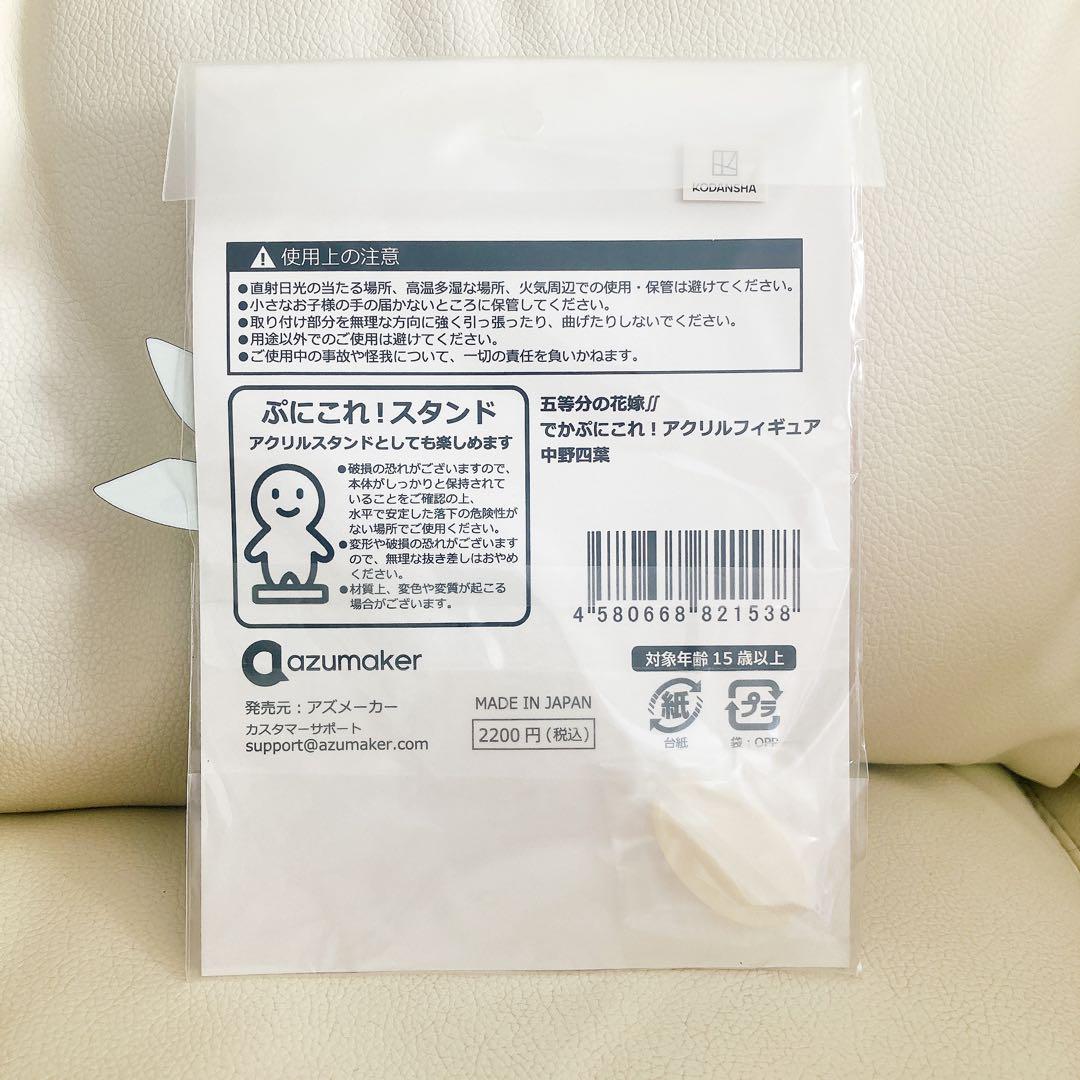 KODANSHA
使用上の注意
●直射日光の当たる場所、高温多湿な場所、火気周辺での使用・保管は避けてください。
●小さなお子様の手の届かないところに保管してください。
●取り付け部分を無理な方向に強く引っ張ったり、曲げたりしないでください。
●用途以外でのご使用は避けてください。
●ご使用中の事故や怪我について、一切の責任を負いかねます。
ぷにこれ！スタンド
アクリルスタンドとしても楽しめます
●破損の恐れがございますので、
本体がしっかりと保持されて
いることをご確認の上、
水平で安定した落下の危険性が
ない場所でご使用ください。
●変形や破損の恐れがございます
ので、無理な抜き差しはおやめ
ください。
●材質上、変色や変質が起こる
場合がございます。
五等分の花嫁∬
でかぷにこれ！アクリルフィギュア
中野四葉
4 580668 821538
azumaker
発売元：アズメーカー
カスタマーサポート
support@azumaker.com
MADE IN JAPAN
2200円(税込)
対象年齢15歳以上
紙
台紙
プラ
袋：OPP